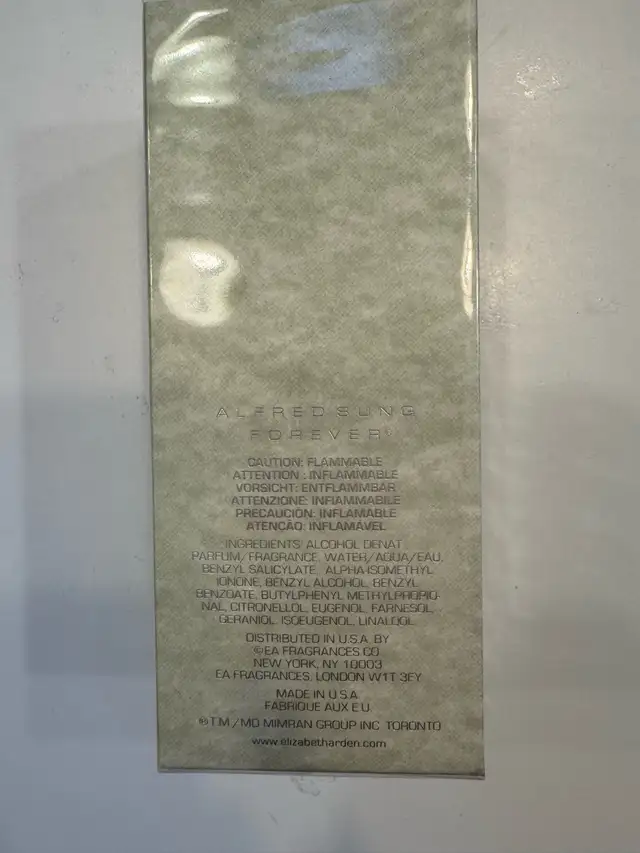 ALFRED SUNG
FOREVER®
CAUTION: FLAMMABLE
ATTENTION : INFLAMMABLE
VORSICHT: ENTFLAMMBAR
ATTENZIONE: INFIAMMABILE
PRECAUCIÓN: INFLAMABLE
ATENÇÃO: INFLAMÁVEL
INGREDIENTS: ALCOHOL DENAT.,
PARFUM/FRAGRANCE, WATER/AQUA/EAU,
BENZYL SALICYLATE, ALPHA-ISOMETHYL
IONONE, BENZYL ALCOHOL, BENZYL
BENZOATE, BUTYLPHENYL METHYLPROPIO-
NAL, CITRONELLOL, EUGENOL, FARNESOL,
GERANIOL, ISOEUGENOL, LINALOOL
DISTRIBUTED IN U.S.A. BY
©EA FRAGRANCES CO.
NEW YORK, NY 10003
EA FRAGRANCES, LONDON W1T 3EY
MADE IN U.S.A.
FABRIQUÉ AUX E.U.
®TM/MD MIMRAN GROUP INC. TORONTO
www.elizabetharden.com